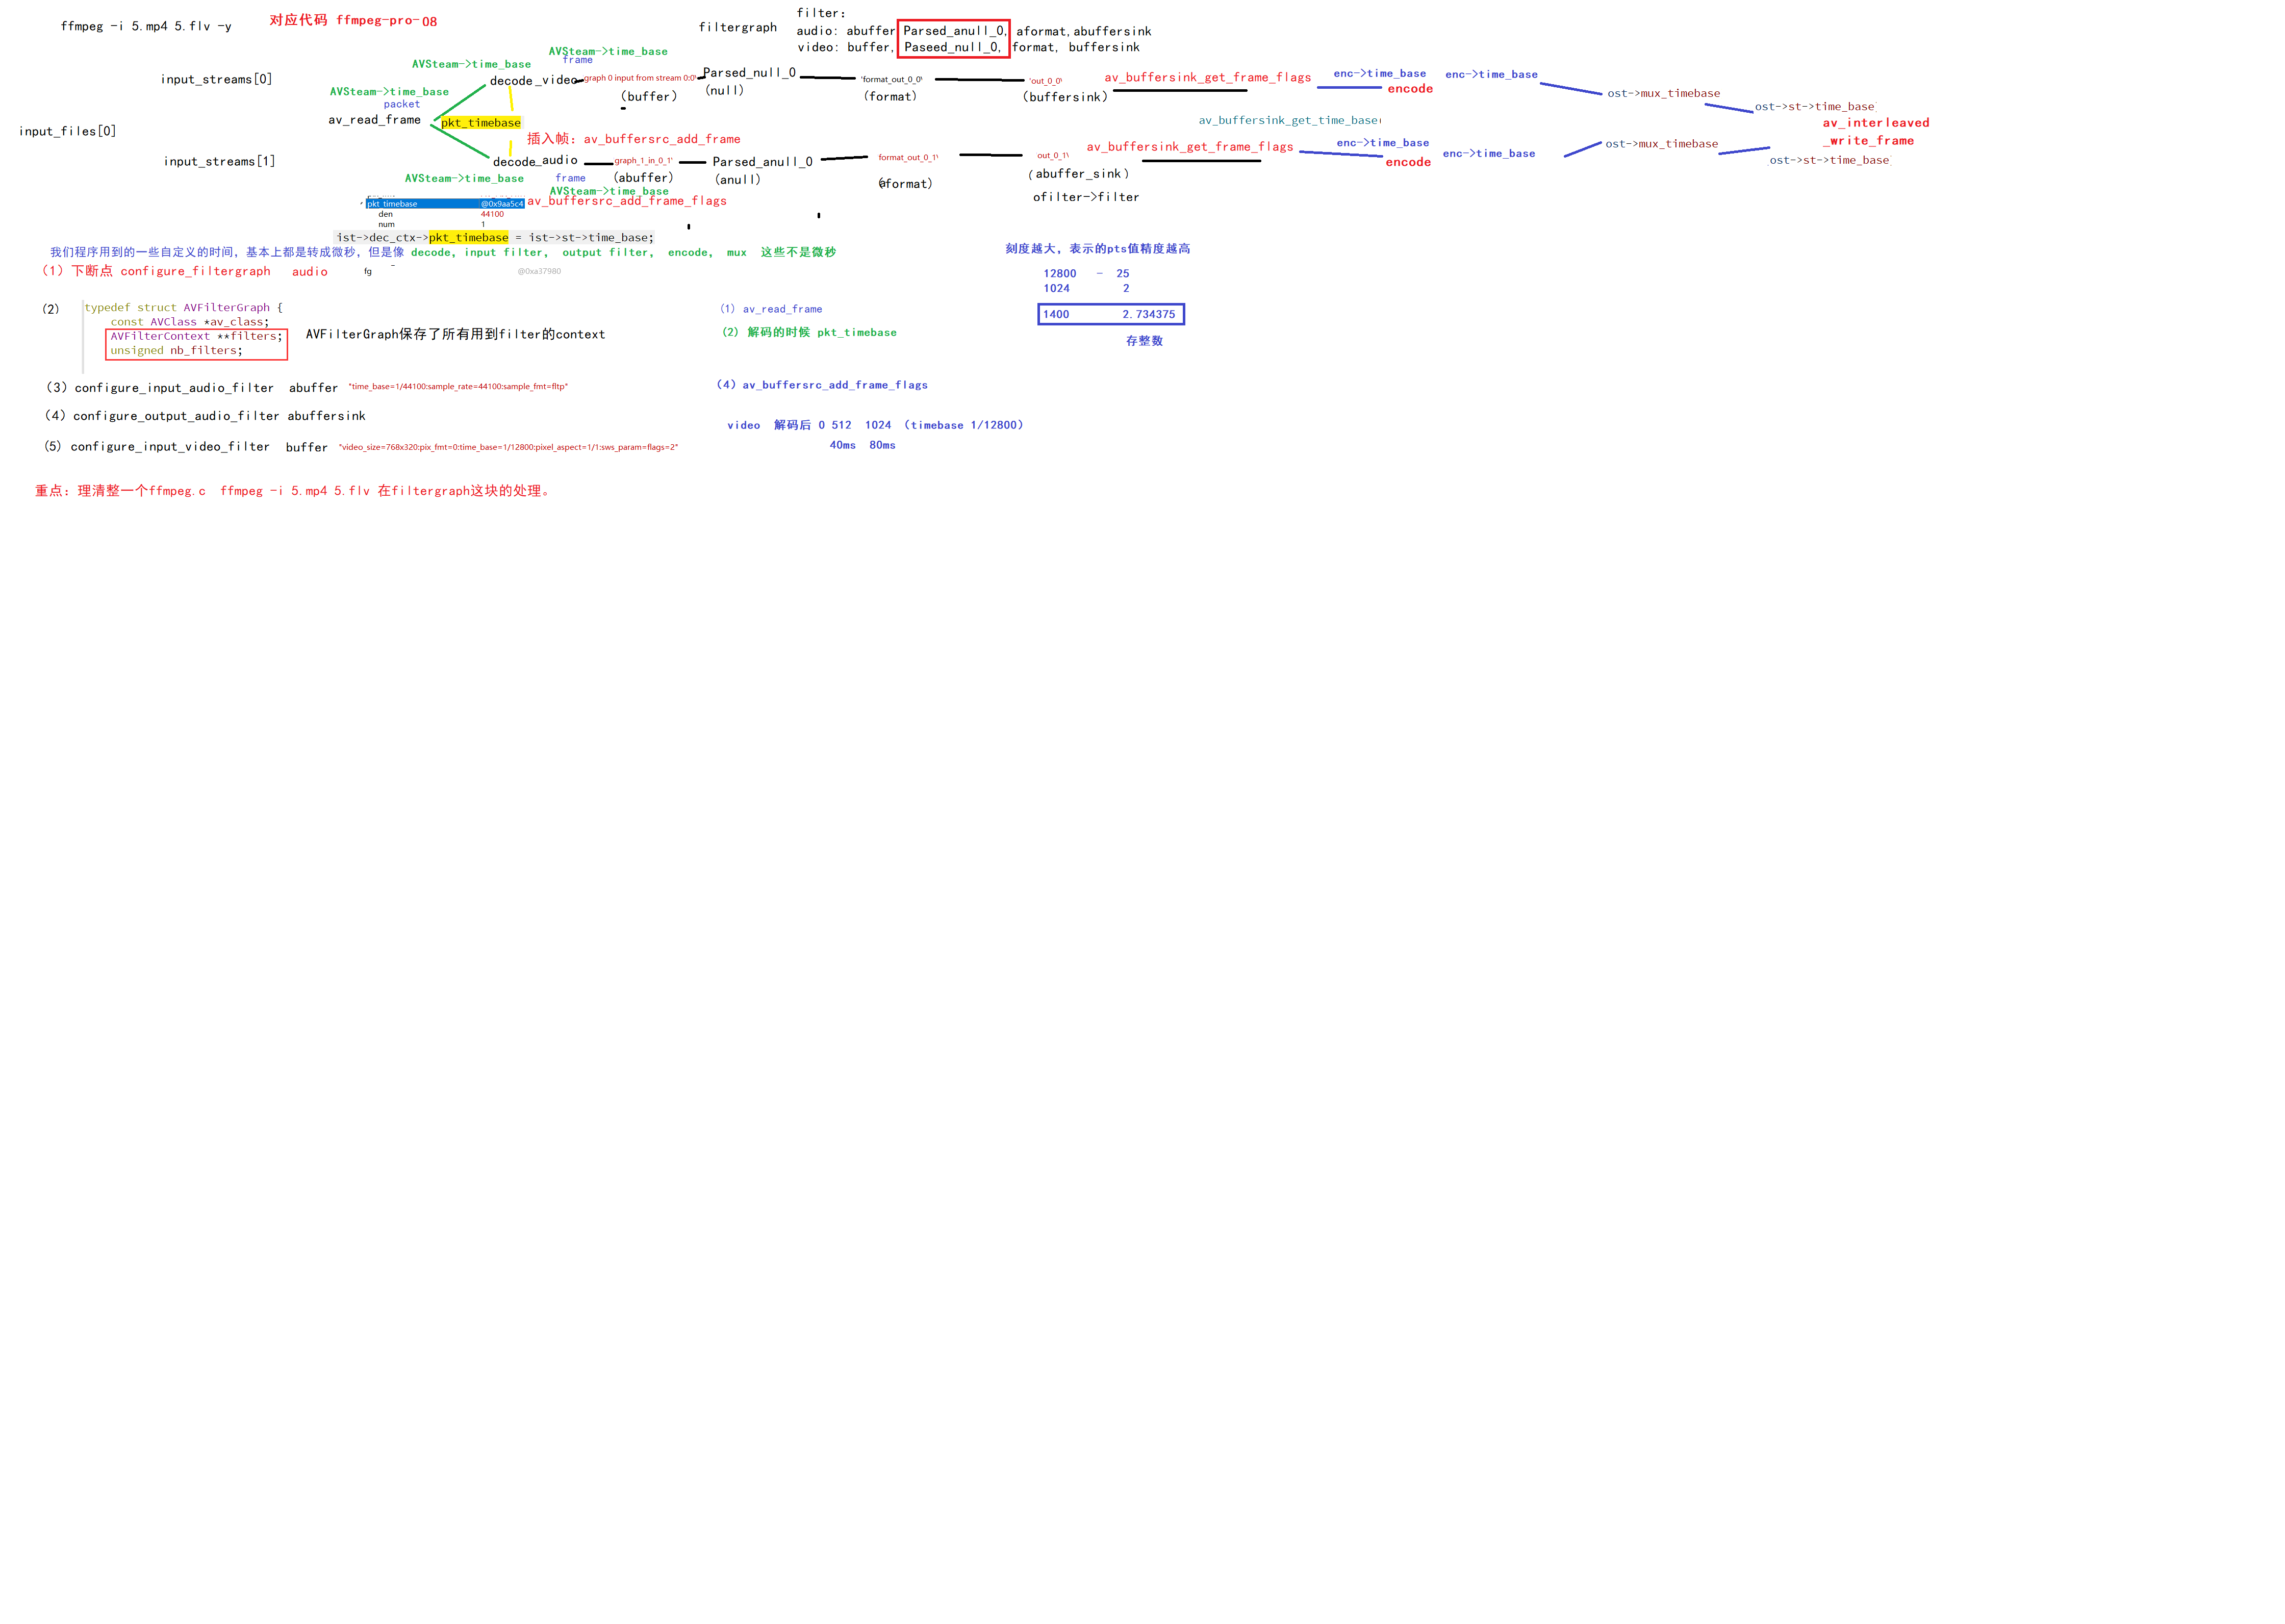 ffmpeg -i 5.mp4 5.flv -y
对应代码 ffmpeg-pro-08
filtergraph
filter:
audio: abuffer Parsed_anull_0, aformat,abuffersink
video: buffer, Paseed_null_0, format, buffersink
input_files[0]
input_streams[0]
input_streams[1]
AVSteam->time_base
packet
av_read_frame
pkt_timebase
AVSteam->time_base
decode_video
AVSteam->time_base
frame
graph 0 input from stream 0:0\
(buffer)
Parsed_null_0
(null)
'format_out_0_0\
(format)
'out_0_0\
(buffersink)
av_buffersink_get_frame_flags
enc->time_base
encode
enc->time_base
ost->mux_timebase
ost->st->time_base
av_interleaved
_write_frame
av_buffersink_get_time_base(
插入帧: av_buffersrc_add_frame
decode_audio
AVSteam->time_base
frame
AVSteam->time_base
av_buffersrc_add_frame_flags
graph_1_in_0_1'
(abuffer)
Parsed_anull_0
(anull)
format_out_0_1\
(aformat)
out_0_1\
(abuffer_sink)
ofilter->filter
av_buffersink_get_frame_flags
enc->time_base
encode
enc->time_base
ost->mux_timebase
ost->st->time_base
pkt_timebase @0x9aa5c4
den 44100
num 1
ist->dec_ctx->pkt_timebase = ist->st->time_base;
我们程序用到的一些自定义的时间，基本上都是转成微秒，但是像 decode, input filter, output filter, encode, mux 这些不是微秒
(1) 下断点 configure_filtergraph audio
fg @0xa37980
(2)
typedef struct AVFilterGraph {
const AVClass *av_class;
AVFilterContext **filters;
unsigned nb_filters;
AVFilterGraph保存了所有用到filter的context
(3) configure_input_audio_filter abuffer "time_base=1/44100:sample_rate=44100:sample_fmt=fltp"
(4) configure_output_audio_filter abuffersink
(5) configure_input_video_filter buffer "video_size=768x320:pix_fmt=0:time_base=1/12800:pixel_aspect=1/1:sws_param=flags=2"
重点: 理清整一个ffmpeg.c ffmpeg -i 5.mp4 5.flv 在filtergraph这块的处理。
(1) av_read_frame
(2) 解码的时候 pkt_timebase
(4) av_buffersrc_add_frame_flags
video 解码后 0 512 1024 (timebase 1/12800)
40ms 80ms
刻度越大，表示的pts值精度越高
12800 - 25
1024 2
1400 2.734375
存整数